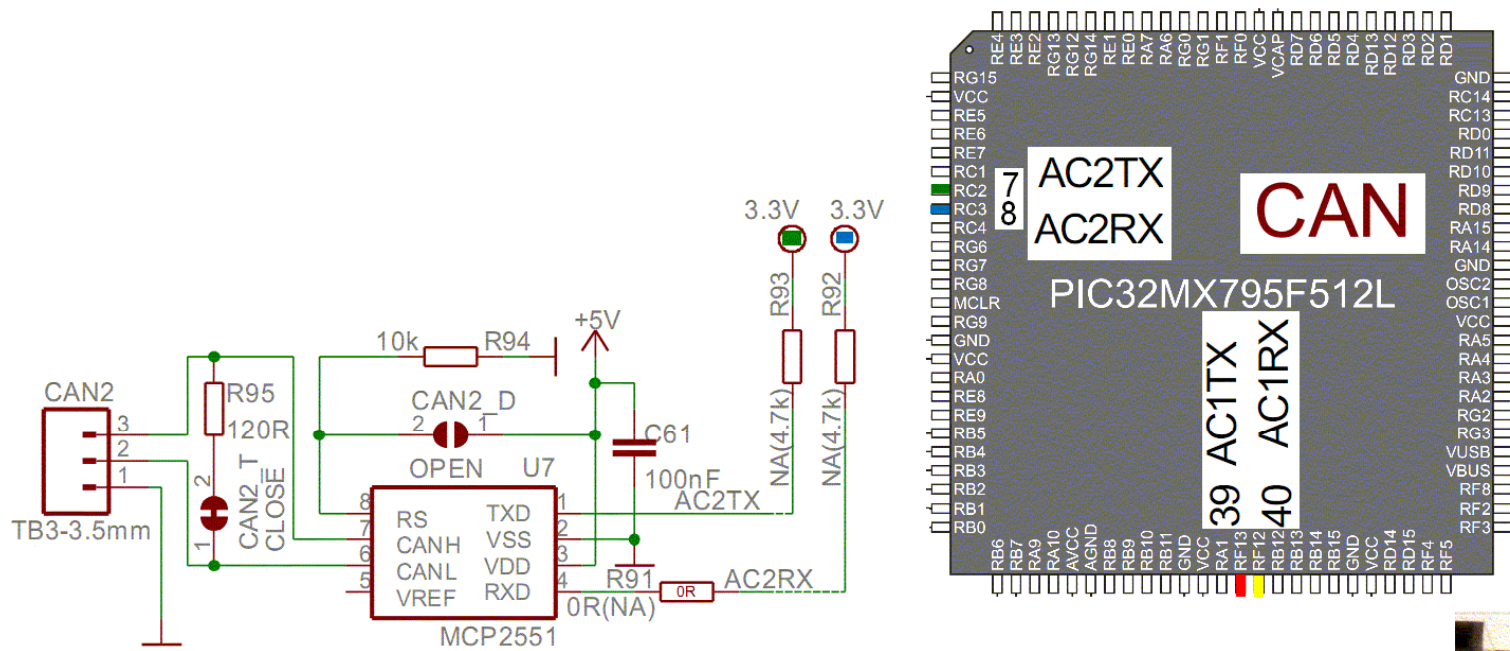 3.3V 3.3V
R93
R92
NA(4.7k)
NA(4.7k)
+5V
10k R94
CAN2_D
2 1
OPEN
C61
100nF
CAN2
3
2
1
TB3-3.5mm
R95
120R
2
CAN2_T
CLOSE
1
U7
8 RS
7 CANH
6 CANL
5 VREF
TXD 1
VSS 2
VDD 3
RXD 4
MCP2551
AC2TX
R91
0R
0R(NA)
AC2RX
RE4 RE3 RE2 RG13 RG12 RG14 RE1 RE0 RA7 RA6 RG0 RG1 RF1 RF0 VCC VCAP RD7 RD6 RD5 RD4 RD13 RD12 RD3 RD2 RD1
RG15
VCC
RE5
RE6
RE7
RC1
RC2
RC3
RC4
RG6
RG7
RG8
MCLR
RG9
GND
VCC
RA0
RE8
RE9
RB5
RB4
RB3
RB2
RB1
RB0
7 AC2TX
8 AC2RX
CAN
PIC32MX795F512L
39 AC1TX
40 AC1RX
GND
RC14
RC13
RD0
RD11
RD10
RD9
RD8
RA15
RA14
GND
OSC2
OSC1
VCC
RA5
RA4
RA3
RA2
RG2
RG3
VUSB
VBUS
RF8
RF2
RF3
RB6 RB7 RA9 RA10 AVCC AGND RB8 RB9 RB10 RB11 GND VCC RA1 RF13 RF12 RB12 RB13 RB14 RB15 GND VCC RD14 RD15 RF4 RF5